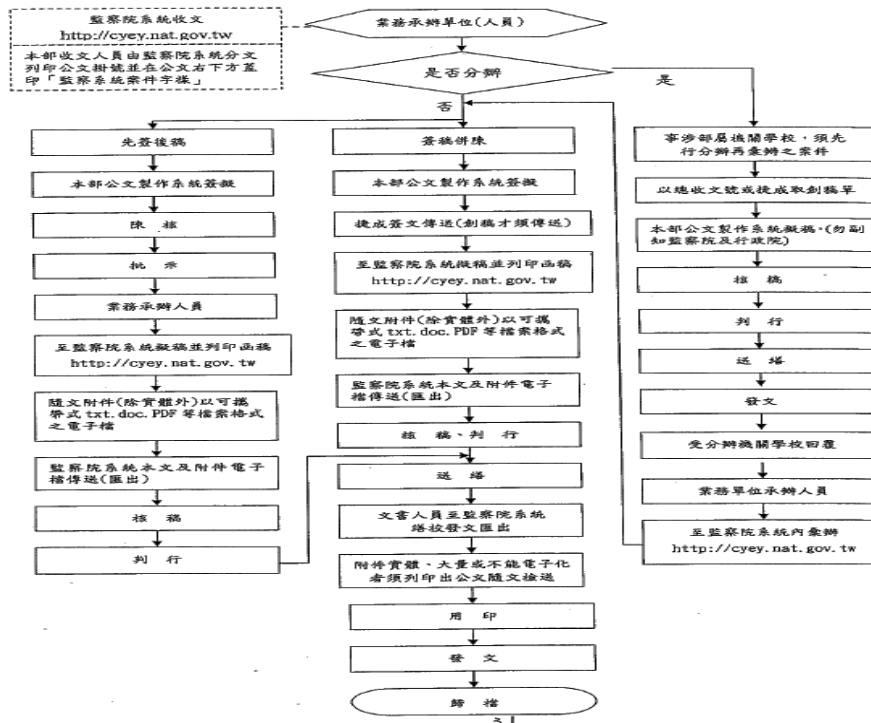 監察院系統收文
http://cyey.nat.gov.tw
本部收文人員由監察院系統分文
列印公文掛號並在公文右下方蓋
印「監察系統案件字樣」
業務承辦單位(人員)
是否分辦
否
是
先簽後稿
本部公文製作系統簽擬
陳 核
批 示
業務承辦人員
至監察院系統擬稿並列印函稿
http://cyey.nat.gov.tw
隨文附件(除實體外)以可攜
帶式txt.doc.PDF等檔案格式
之電子檔
監察院系統本文及附件電子
檔傳送(匯出)
核 稿
判 行
簽稿併陳
本部公文製作系統簽擬
捷成簽文傳送(創稿才須傳送)
至監察院系統擬稿並列印函稿
http://cyey.nat.gov.tw
隨文附件(除實體外)以可攜
帶式txt.doc.PDF等檔案格式
之電子檔
監察院系統本文及附件電子
檔傳送(匯出)
核 稿、判 行
送 繕
文書人員至監察院系統
繕校發文匯出
附件實體、大量或不能電子化
者須列印出公文隨文檢送
用 印
發 文
歸 檔
3
事涉部屬機關學校，須先
行分辦再彙辦之案件
以總收文號或捷成取創稿單
本部公文製作系統擬稿。(勿副
知監察院及行政院)
核 稿
判 行
送 繕
發文
受分辦機關學校回覆
業務單位承辦人員
至監察院系統內彙辦
http://cyey.nat.gov.tw